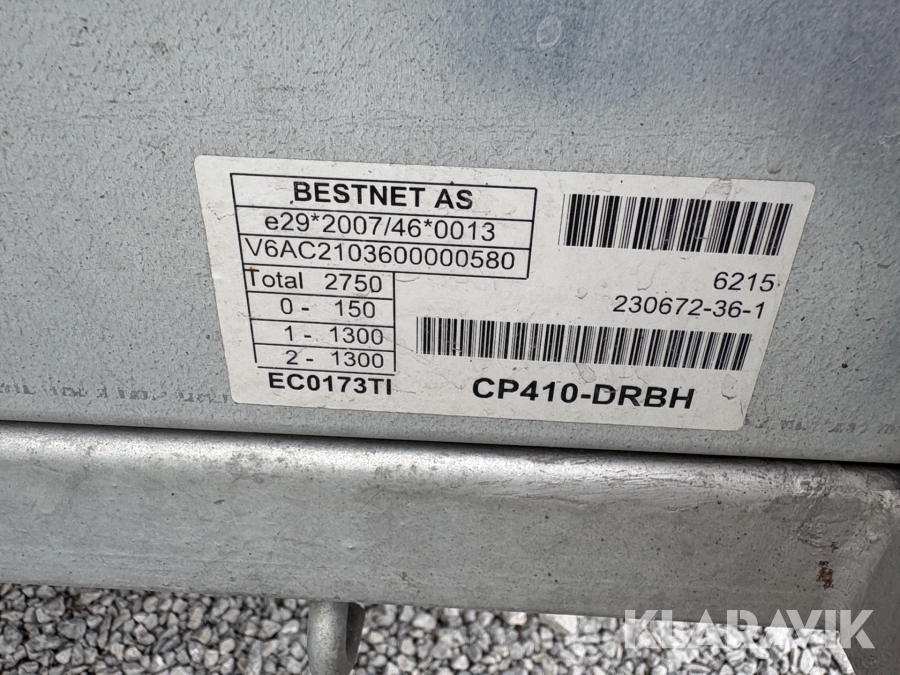 BESTNET AS
e29*2007/46*0013
V6AC2103600000580
Total 2750
0 - 150
1 - 1300
2 - 1300
EC0173TI
6215
230672-36-1
CP410-DRBH
KLARAVIK